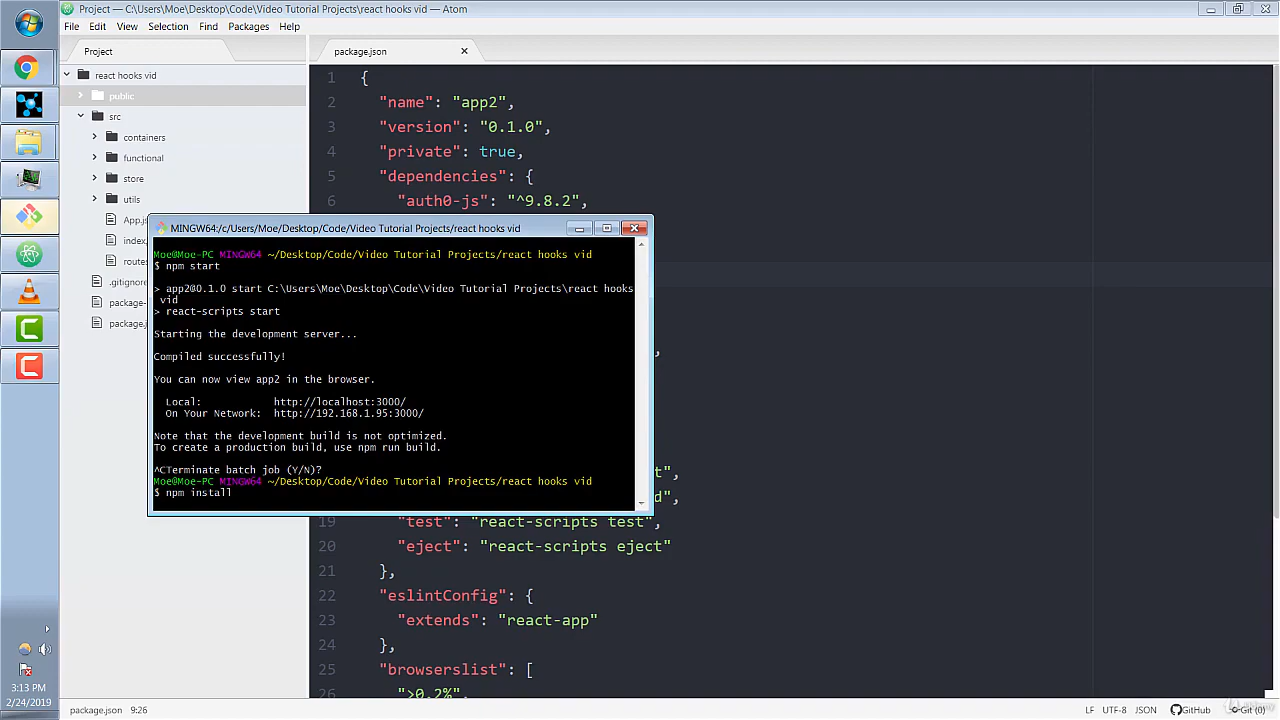 Project — C:\Users\Moe\Desktop\Code\Video Tutorial Projects\react hooks vid — Atom
File Edit View Selection Find Packages Help
Project
package.json
react hooks vid
public
src
containers
functional
store
utils
App.js
index.
routes
.gitignore
package-
package.j
1 {
2 "name": "app2",
3 "version": "0.1.0",
4 "private": true,
5 "dependencies": {
6 "auth0-js": "^9.8.2",
MINGW64:/c/Users/Moe/Desktop/Code/Video Tutorial Projects/react hooks vid
Moe@Moe-PC MINGW64 ~/Desktop/Code/Video Tutorial Projects/react hooks vid
$ npm start
> app2@0.1.0 start C:\Users\Moe\Desktop\Code\Video Tutorial Projects\react hooks
vid
> react-scripts start
Starting the development server...
Compiled successfully!
You can now view app2 in the browser.
Local: http://localhost:3000/
On Your Network: http://192.168.1.95:3000/
Note that the development build is not optimized.
To create a production build, use npm run build.
^CTerminate batch job (Y/N)?
Moe@Moe-PC MINGW64 ~/Desktop/Code/Video Tutorial Projects/react hooks vid
$ npm install
,
t",
d",
19 "test": "react-scripts test",
20 "eject": "react-scripts eject"
21 },
22 "eslintConfig": {
23 "extends": "react-app"
24 },
25 "browserslist": [
26 ">0.2%",
3:13 PM
2/24/2019
package.json 9:26
LF UTF-8 JSON GitHub Git (0)